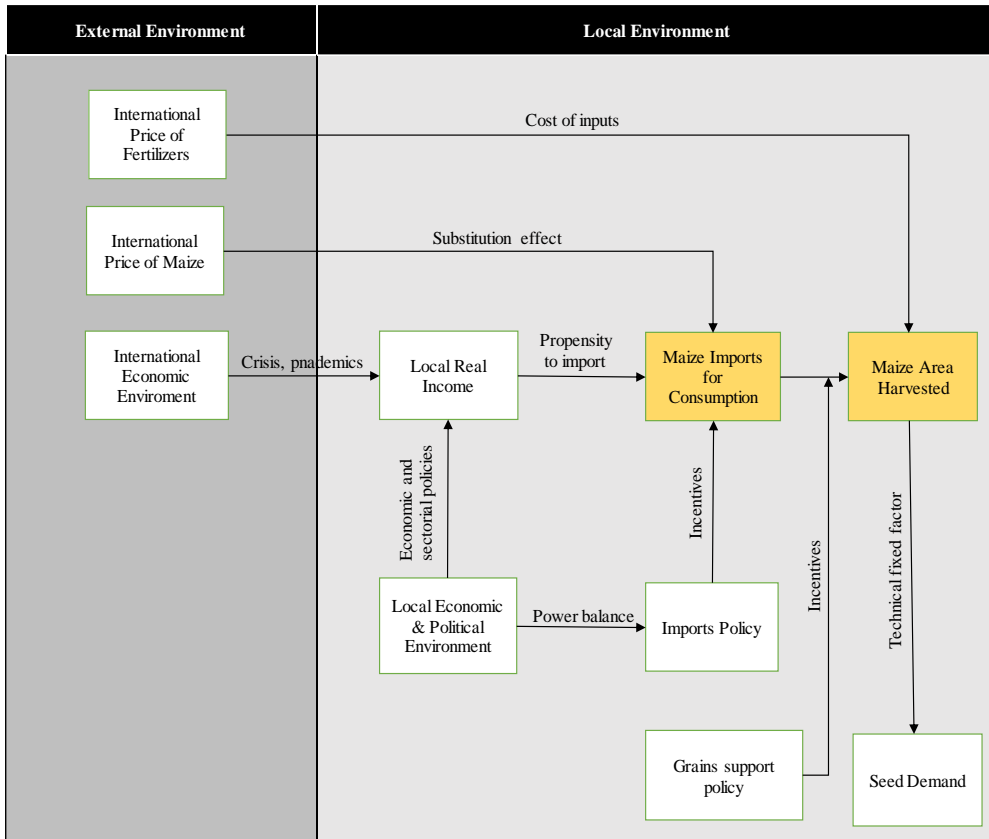 External Environment
Local Environment
International
Price of
Fertilizers
Cost of inputs
International
Price of Maize
Substitution effect
International
Economic
Enviroment
Crisis, pnademics
Local Real
Income
Propensity
to import
Maize Imports
for
Consumption
Maize Area
Harvested
Economic and
sectorial policies
Incentives
Incentives
Technical fixed factor
Local Economic
& Political
Environment
Power balance
Imports Policy
Grains support
policy
Seed Demand